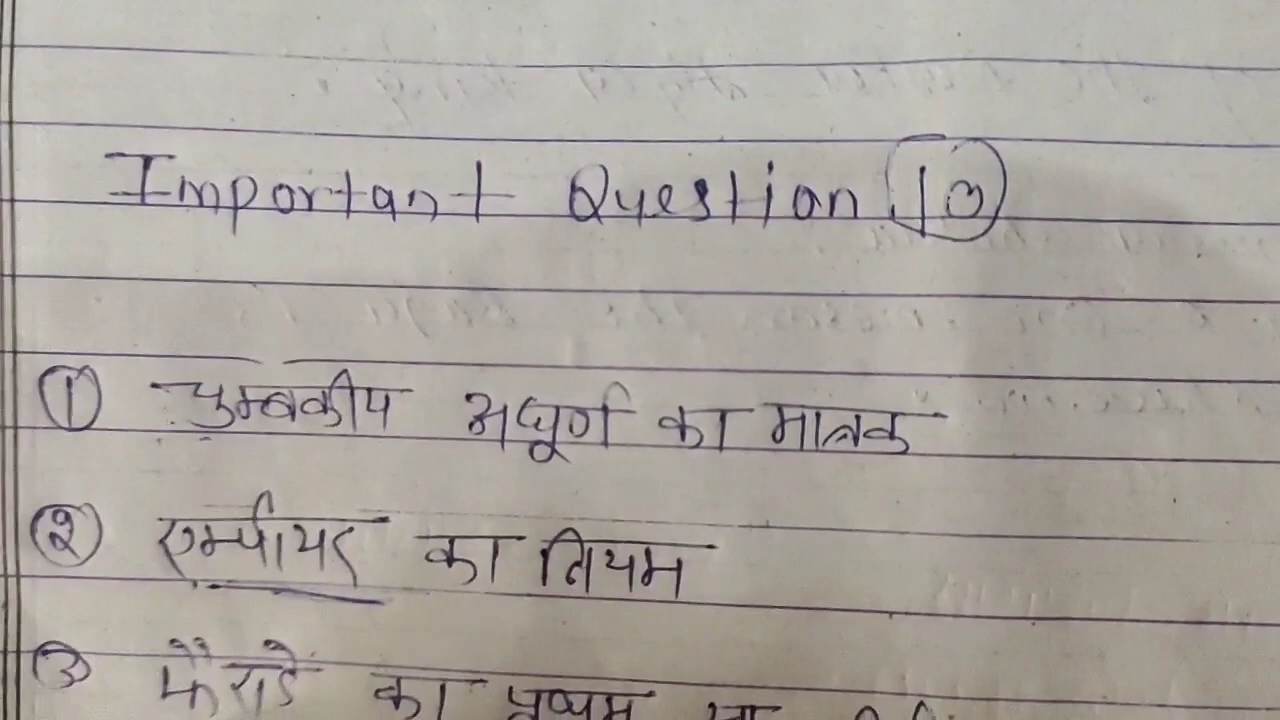 Important Question 10
① चुम्बकीय अघूर्ण का मात्रक
② एम्पीयर का नियम
③ फैराडे का प्रथम